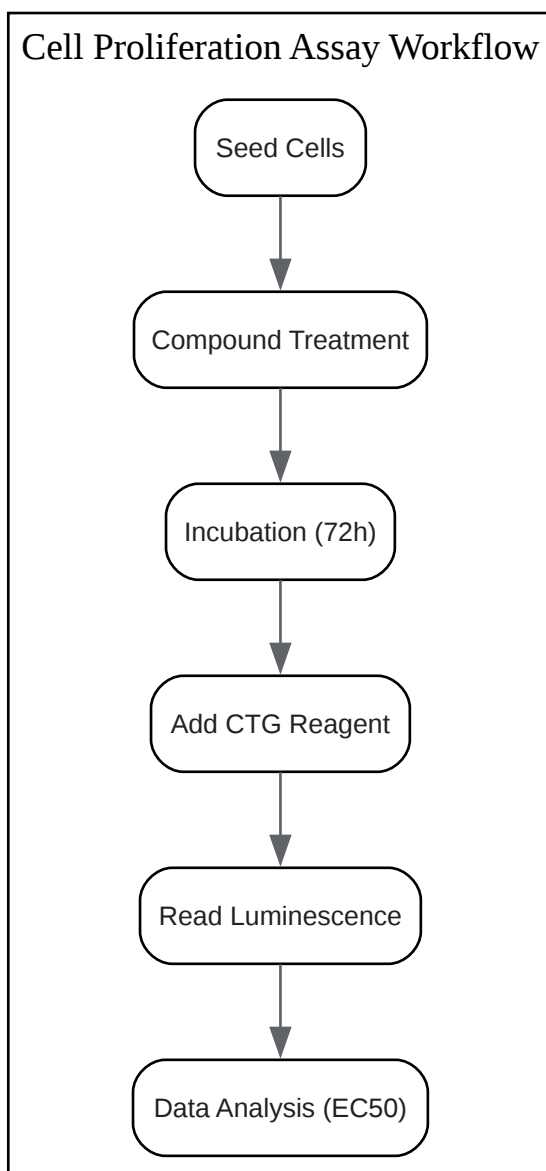 Cell Proliferation Assay Workflow
Seed Cells
Compound Treatment
Incubation (72h)
Add CTG Reagent
Read Luminescence
Data Analysis (EC50)